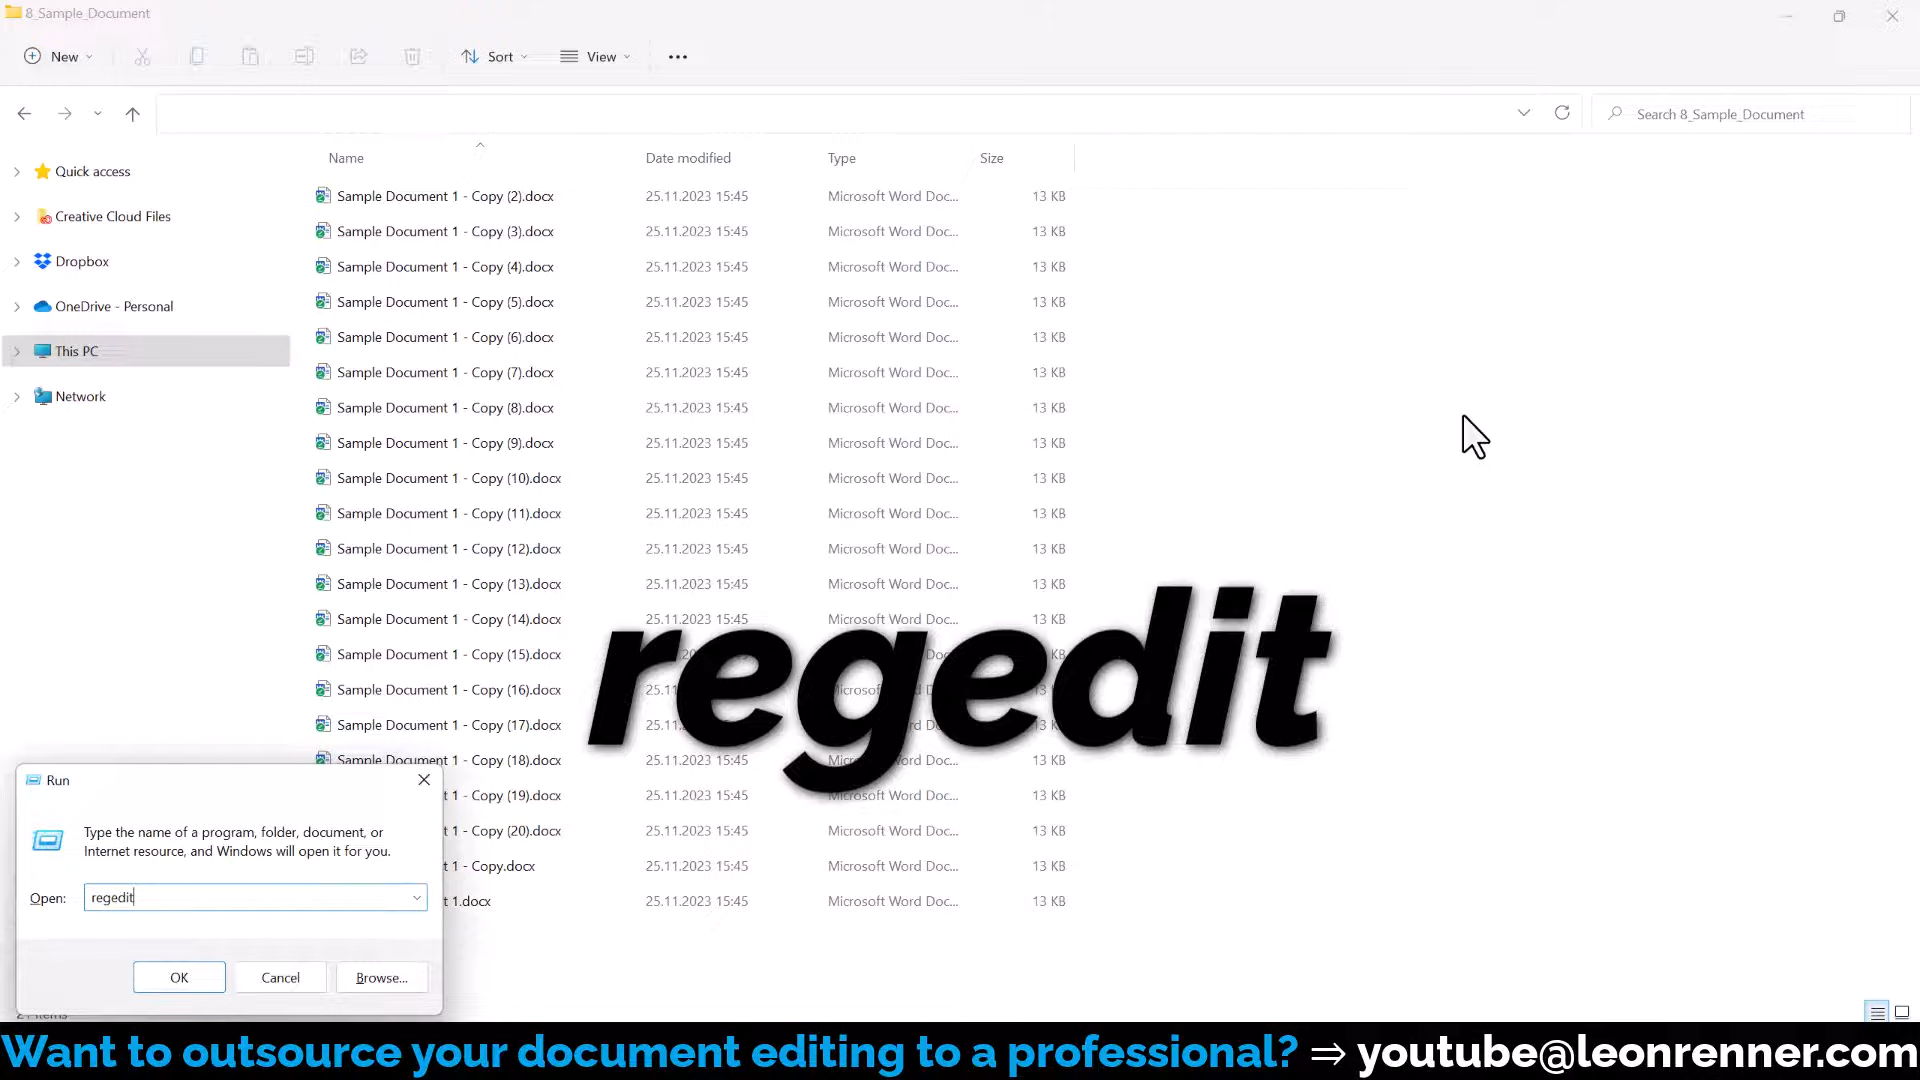 8_Sample_Document
New Sort View
Search 8_Sample_Document
Name Date modified Type Size
Quick access
Creative Cloud Files
Dropbox
OneDrive - Personal
This PC
Network
Sample Document 1 - Copy (2).docx 25.11.2023 15:45 Microsoft Word Doc... 13 KB
Sample Document 1 - Copy (3).docx 25.11.2023 15:45 Microsoft Word Doc... 13 KB
Sample Document 1 - Copy (4).docx 25.11.2023 15:45 Microsoft Word Doc... 13 KB
Sample Document 1 - Copy (5).docx 25.11.2023 15:45 Microsoft Word Doc... 13 KB
Sample Document 1 - Copy (6).docx 25.11.2023 15:45 Microsoft Word Doc... 13 KB
Sample Document 1 - Copy (7).docx 25.11.2023 15:45 Microsoft Word Doc... 13 KB
Sample Document 1 - Copy (8).docx 25.11.2023 15:45 Microsoft Word Doc... 13 KB
Sample Document 1 - Copy (9).docx 25.11.2023 15:45 Microsoft Word Doc... 13 KB
Sample Document 1 - Copy (10).docx 25.11.2023 15:45 Microsoft Word Doc... 13 KB
Sample Document 1 - Copy (11).docx 25.11.2023 15:45 Microsoft Word Doc... 13 KB
Sample Document 1 - Copy (12).docx 25.11.2023 15:45 Microsoft Word Doc... 13 KB
Sample Document 1 - Copy (13).docx 25.11.2023 15:45 Microsoft Word Doc... 13 KB
Sample Document 1 - Copy (14).docx 25.11.2023 15:45 Microsoft Word Doc... 13 KB
Sample Document 1 - Copy (15).docx
Sample Document 1 - Copy (16).docx
Sample Document 1 - Copy (17).docx
Sample Document 1 - Copy (18).docx 25.11.2023 15:45 13 KB
t 1 - Copy (19).docx 25.11.2023 15:45 Microsoft Word Doc... 13 KB
t 1 - Copy (20).docx 25.11.2023 15:45 Microsoft Word Doc... 13 KB
t 1 - Copy.docx 25.11.2023 15:45 Microsoft Word Doc... 13 KB
t 1.docx 25.11.2023 15:45 Microsoft Word Doc... 13 KB
regedit
Run
Type the name of a program, folder, document, or
Internet resource, and Windows will open it for you.
Open: regedit
OK Cancel Browse...
Want to outsource your document editing to a professional? ⇒ youtube@leonrenner.com